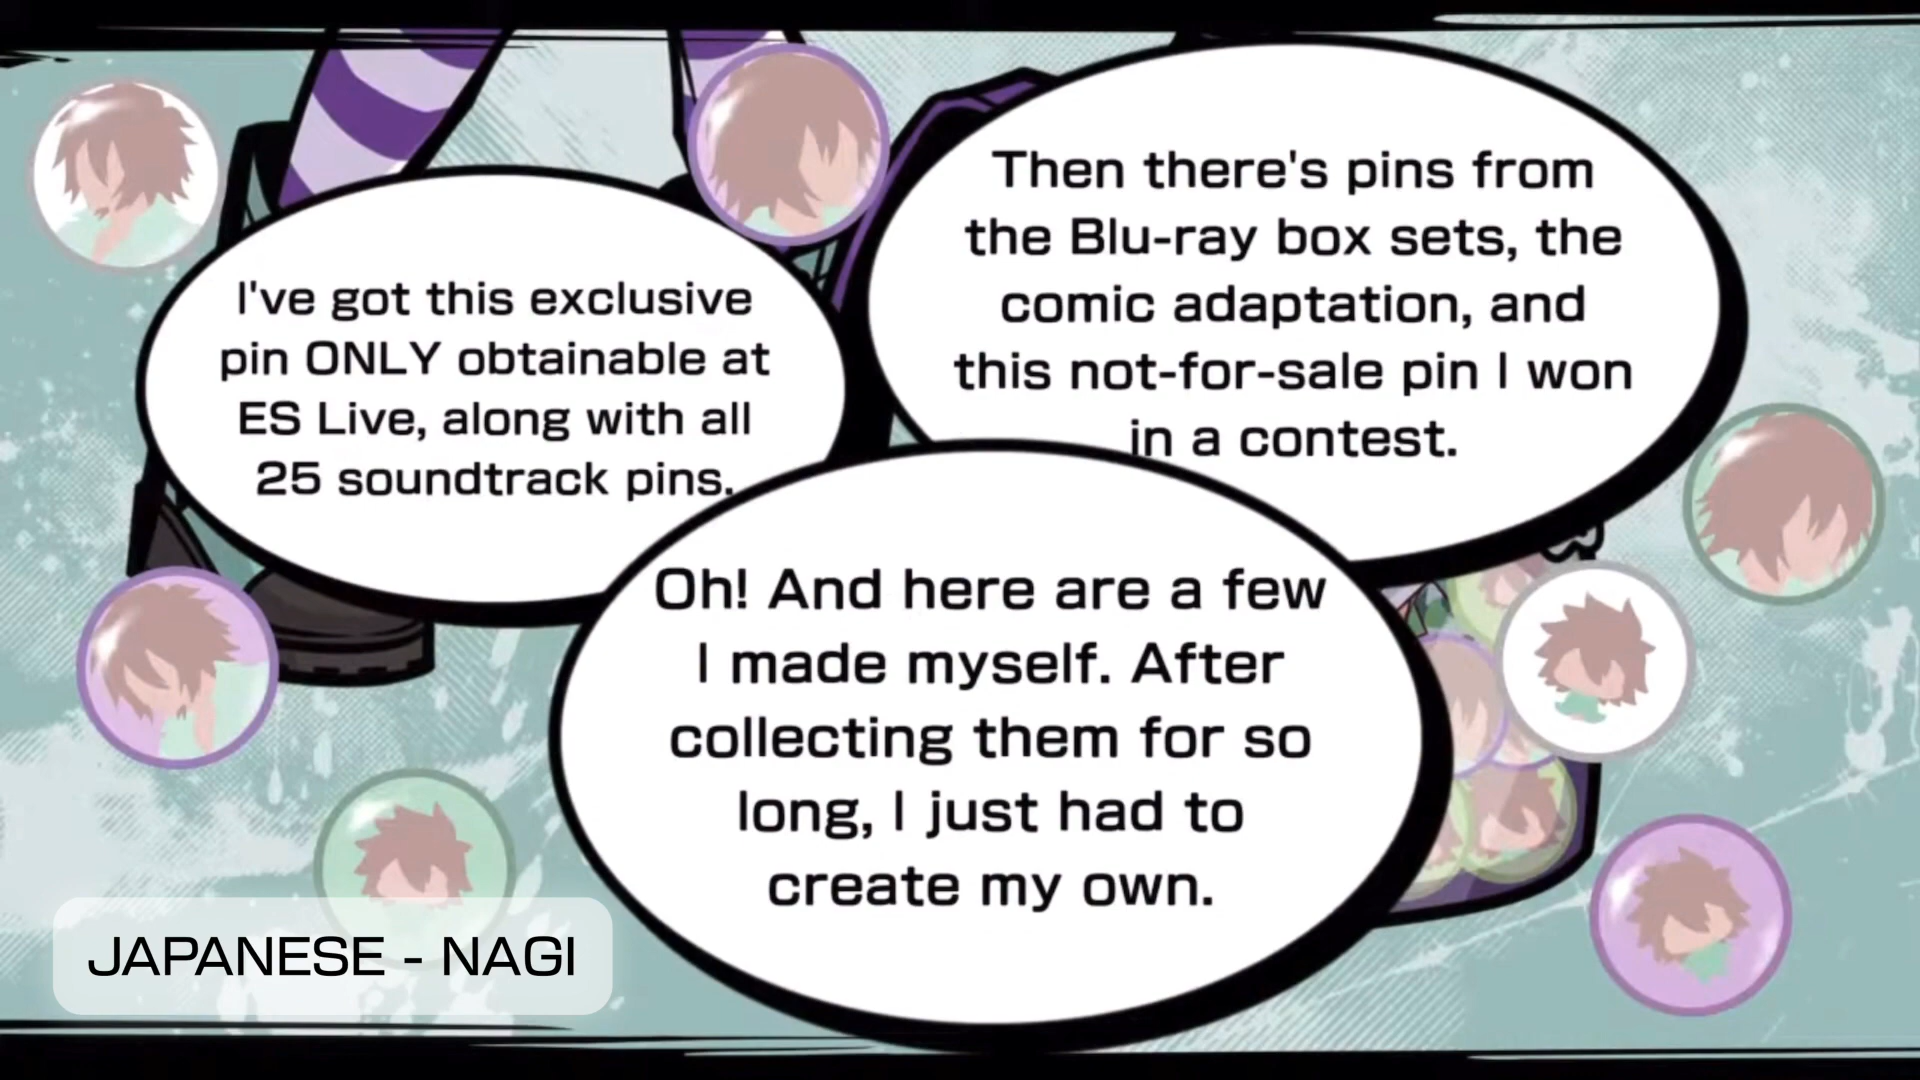 I've got this exclusive
pin ONLY obtainable at
ES Live, along with all
25 soundtrack pins.
Then there's pins from
the Blu-ray box sets, the
comic adaptation, and
this not-for-sale pin I won
in a contest.
Oh! And here are a few
I made myself. After
collecting them for so
long, I just had to
create my own.
JAPANESE - NAGI